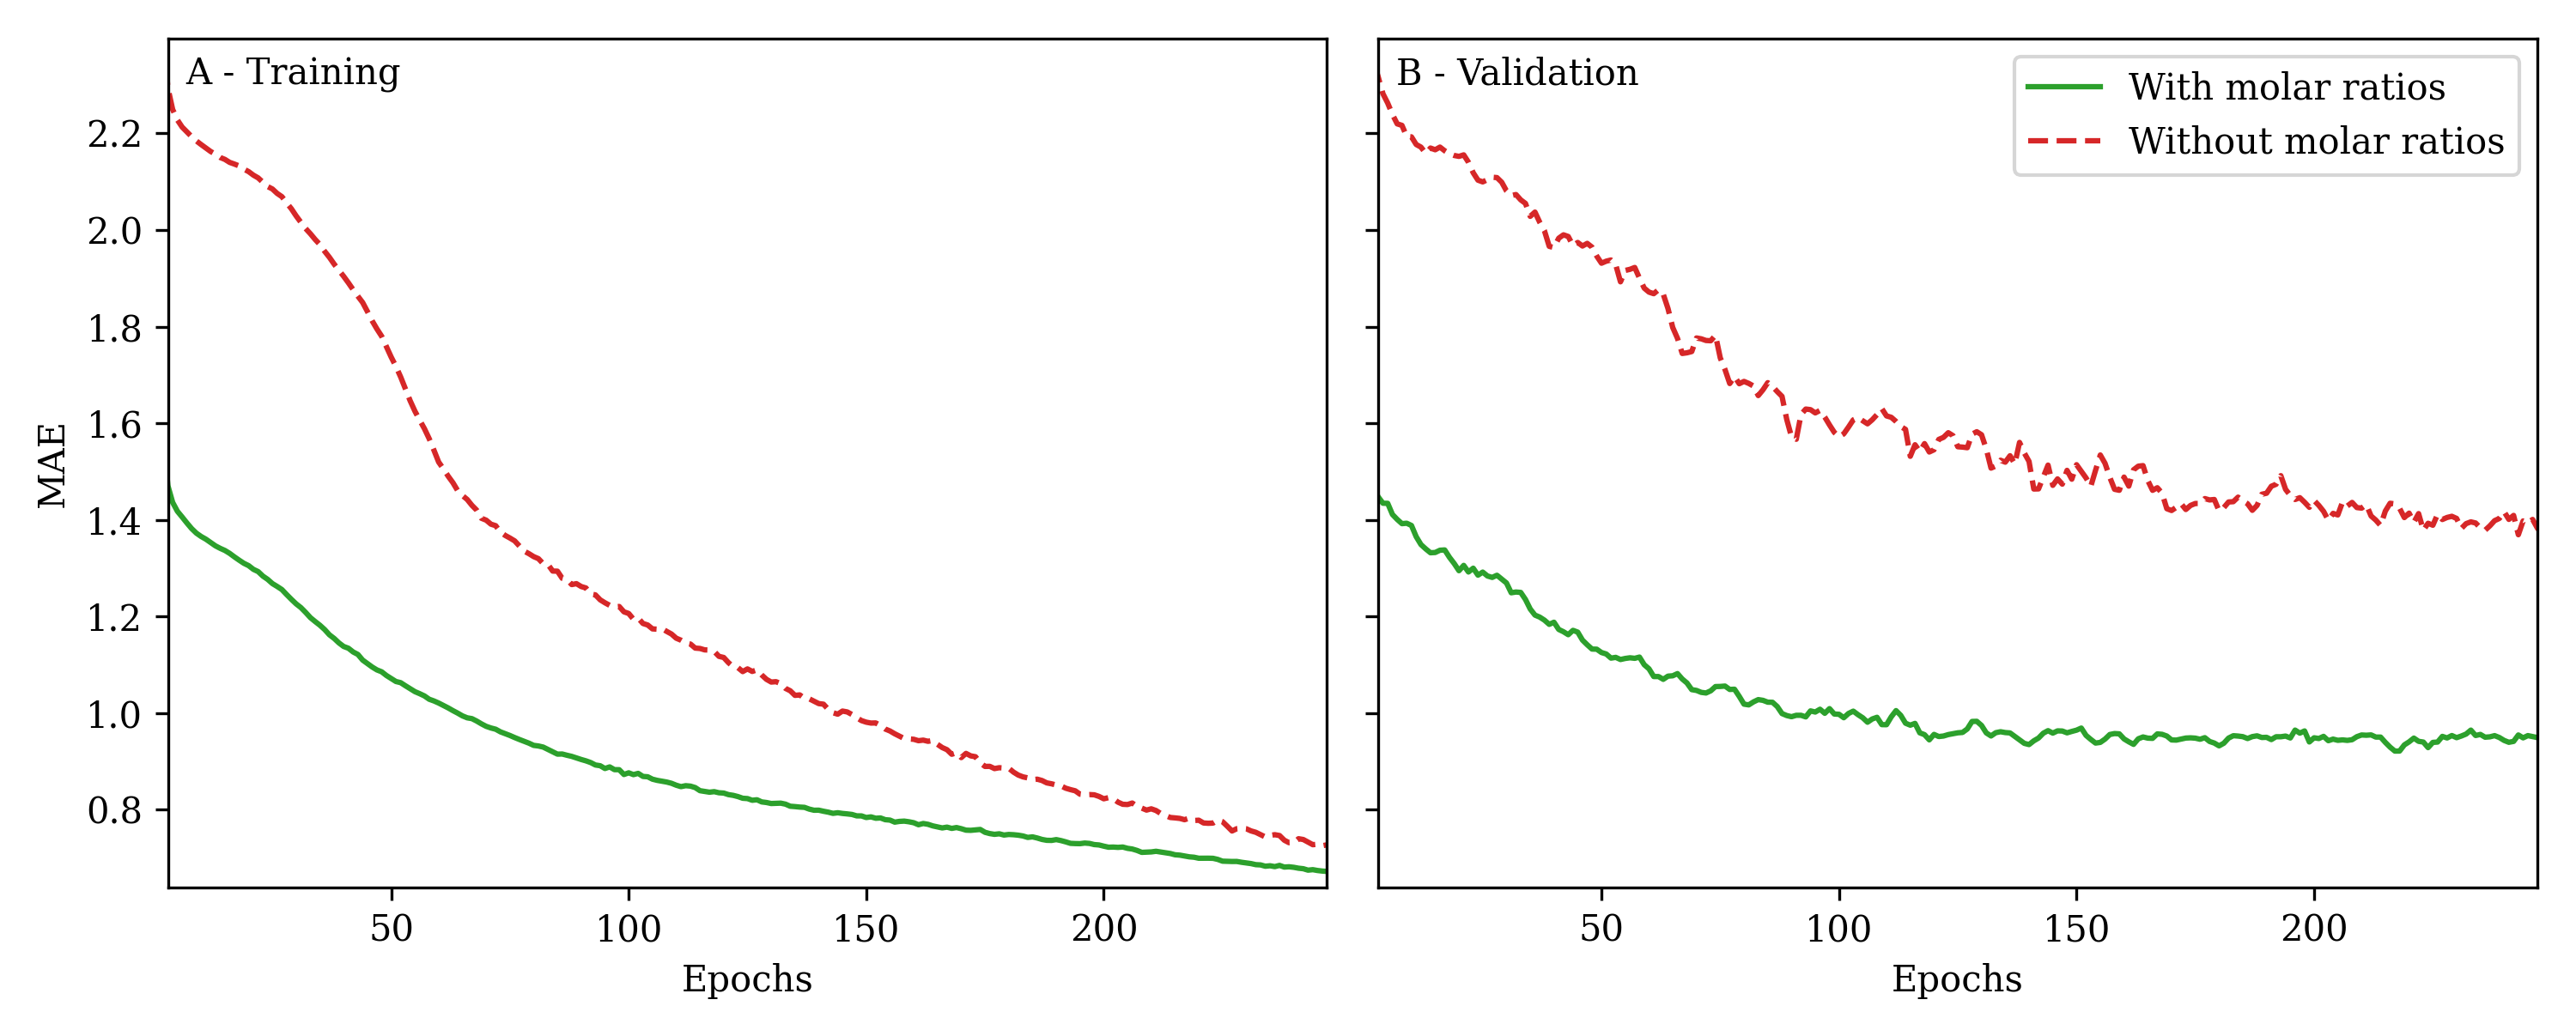 A - Training
B - Validation
With molar ratios
Without molar ratios
MAE
2.2
2.0
1.8
1.6
1.4
1.2
1.0
0.8
50 100 150 200
50 100 150 200
Epochs
Epochs